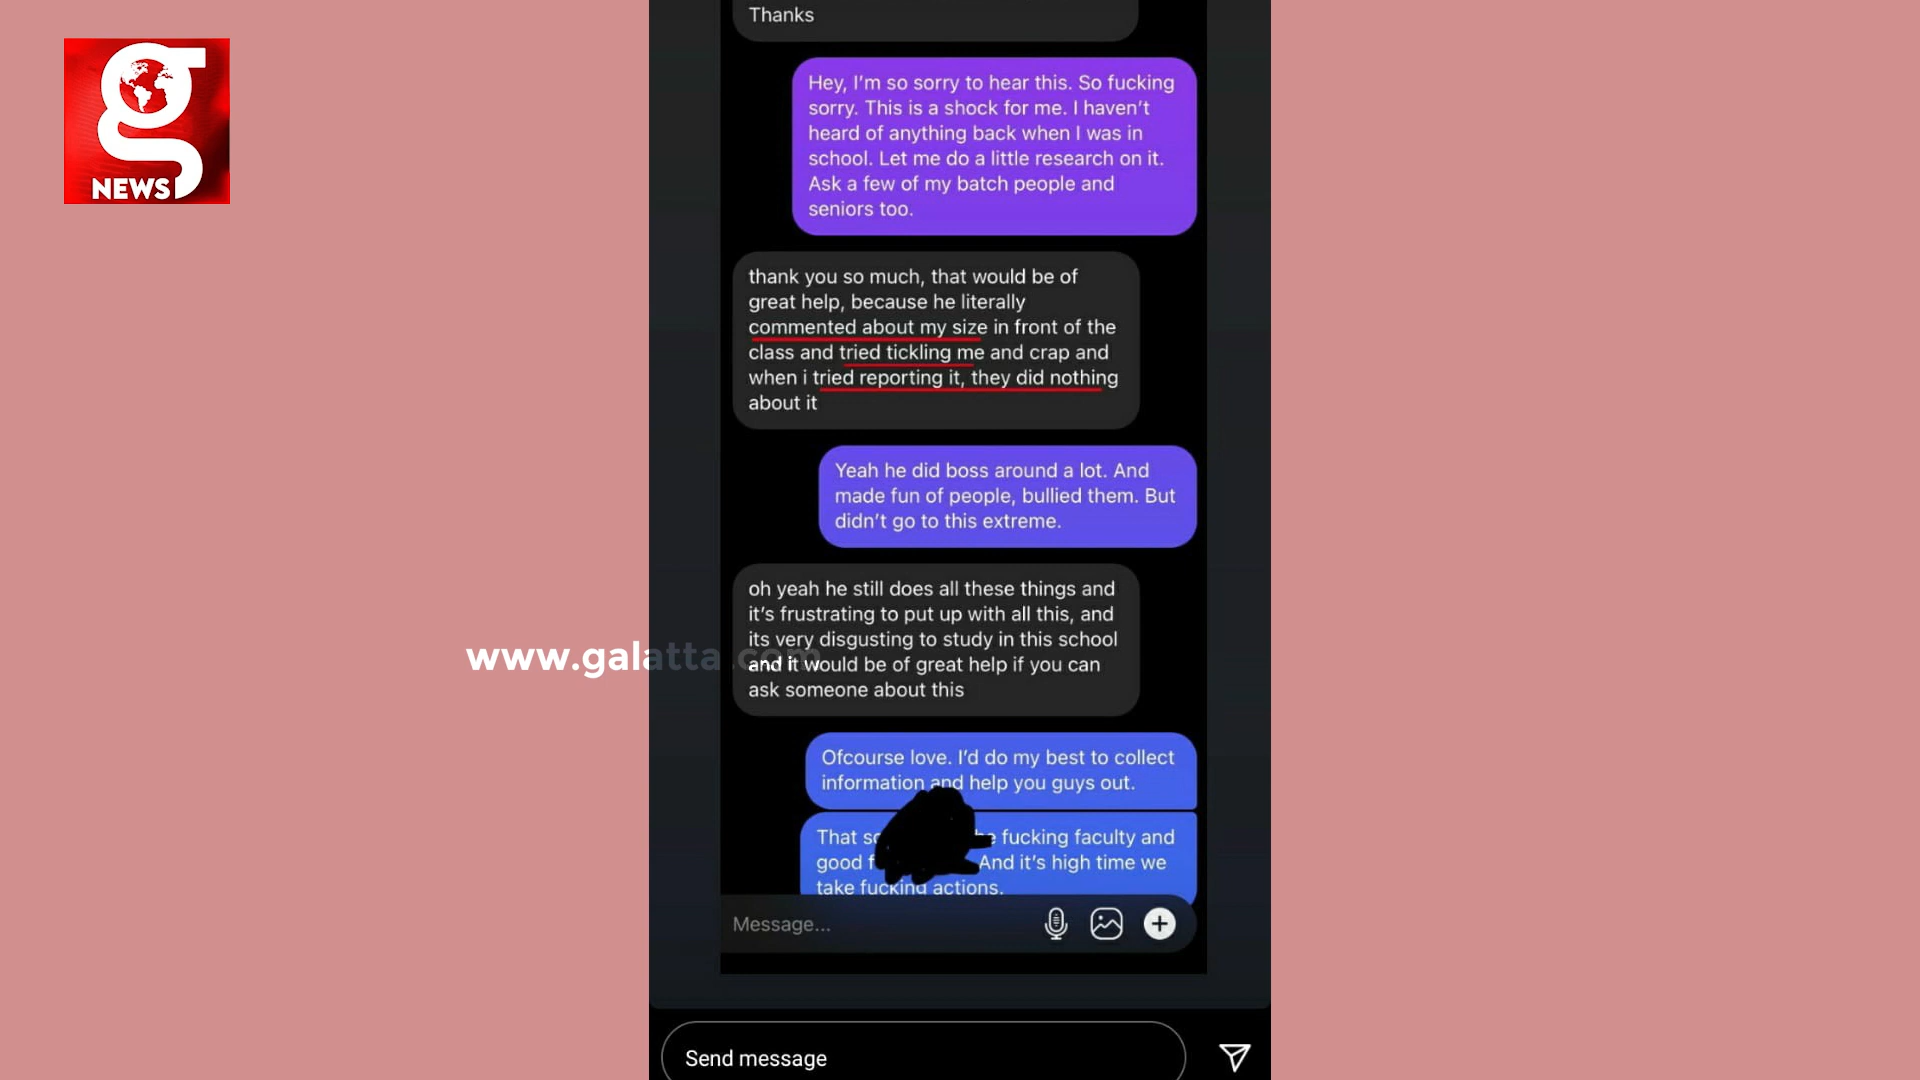 Thanks
NEWS
Hey, I'm so sorry to hear this. So fucking
sorry. This is a shock for me. I haven't
heard of anything back when I was in
school. Let me do a little research on it.
Ask a few of my batch people and
seniors too.
thank you so much, that would be of
great help, because he literally
commented about my size in front of the
class and tried tickling me and crap and
when i tried reporting it, they did nothing
about it
Yeah he did boss around a lot. And
made fun of people, bullied them. But
didn't go to this extreme.
oh yeah he still does all these things and
it's frustrating to put up with all this, and
its very disgusting to study in this school
and it would be of great help if you can
ask someone about this
www.galatta.com
Ofcourse love. I'd do my best to collect
information and help you guys out.
That fucking faculty and
good And it's high time we
take fucking actions.
Message...
Send message